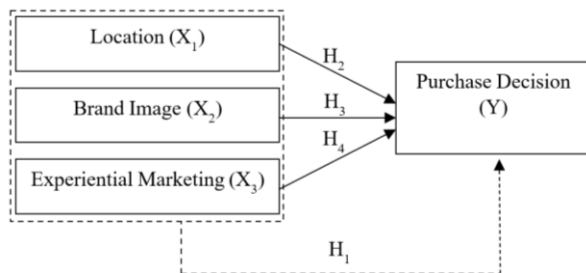 Location (X₁)
H₂
Purchase Decision
(Y)
Brand Image (X₂)
H₃
H₄
Experiential Marketing (X₃)
H₁